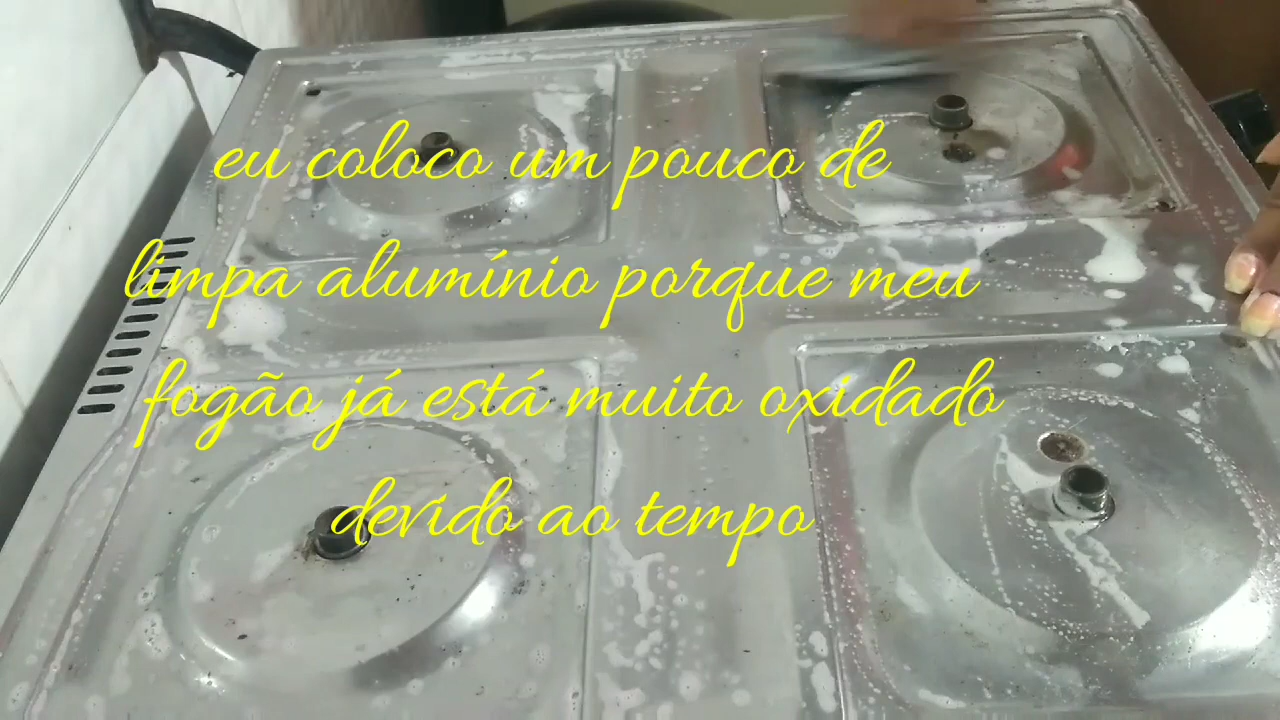 eu coloco um pouco de
limpa alumínio porque meu
fogão já está muito oxidado
devido ao tempo